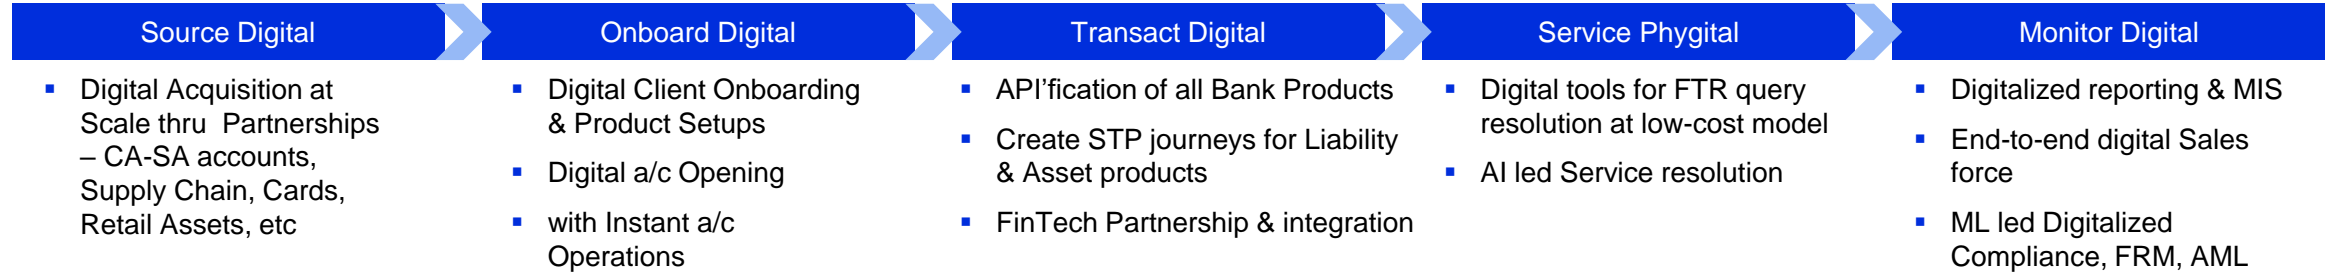 Source Digital
Digital Acquisition at
Scale thru Partnerships
– CA-SA accounts,
Supply Chain, Cards,
Retail Assets, etc
Onboard Digital
Digital Client Onboarding
& Product Setups
Digital a/c Opening
with Instant a/c
Operations
Transact Digital
API’fication of all Bank Products
Create STP journeys for Liability
& Asset products
FinTech Partnership & integration
Service Phygital
Digital tools for FTR query
resolution at low-cost model
AI led Service resolution
Monitor Digital
Digitalized reporting & MIS
End-to-end digital Sales
force
ML led Digitalized
Compliance, FRM, AML